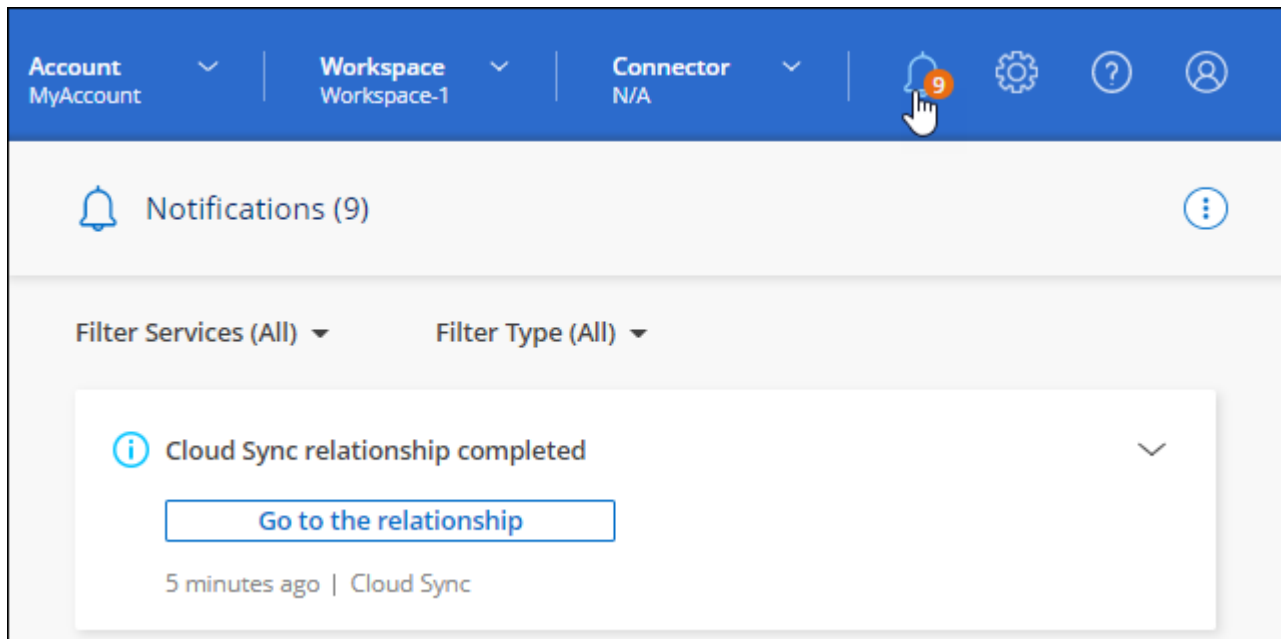 Account
MyAccount
Workspace
Workspace-1
Connector
N/A
9
Notifications (9)
Filter Services (All)
Filter Type (All)
Cloud Sync relationship completed
Go to the relationship
5 minutes ago | Cloud Sync